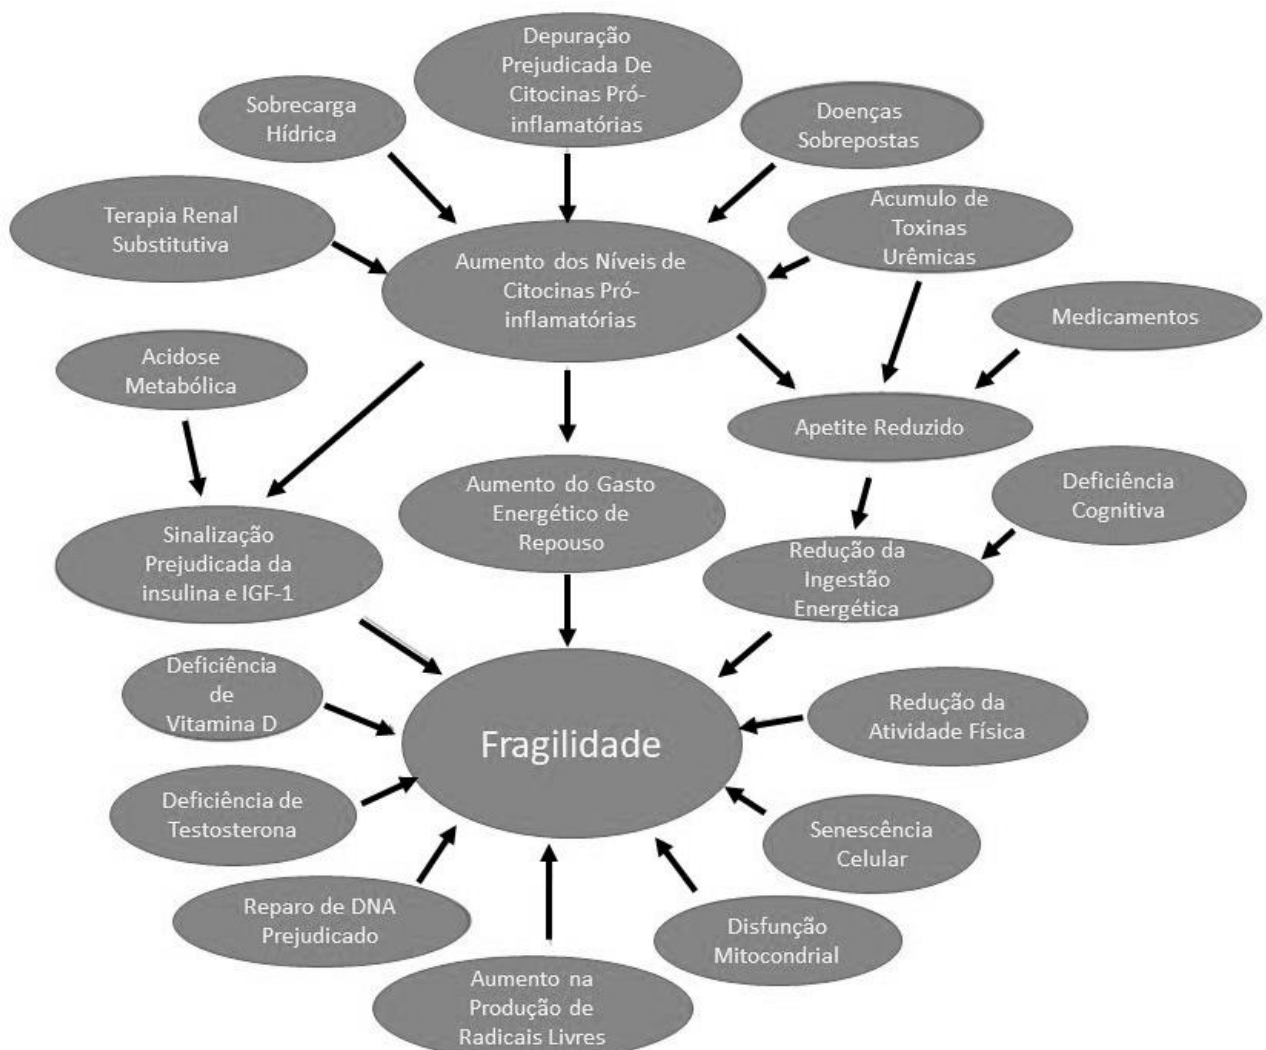 Depuração
Prejudicada De
Citocinas Pró-
inflamatórias
Sobrecarga
Hídrica
Doenças
Sobrepostas
Terapia Renal
Substitutiva
Acumulo de
Toxinas
Urêmicas
Aumento dos Níveis de
Citocinas Pró-
inflamatórias
Medicamentos
Acidose
Metabólica
Apetite Reduzido
Aumento do Gasto
Energético de
Repouso
Deficiência
Cognitiva
Sinalização
Prejudicada da
insulina e IGF-1
Redução da
Ingestão
Energética
Deficiência
de
Vitamina D
Fragilidade
Redução da
Atividade Física
Deficiência de
Testosterona
Senescência
Celular
Reparo de DNA
Prejudicado
Disfunção
Mitocondrial
Aumento na
Produção de
Radicais Livres